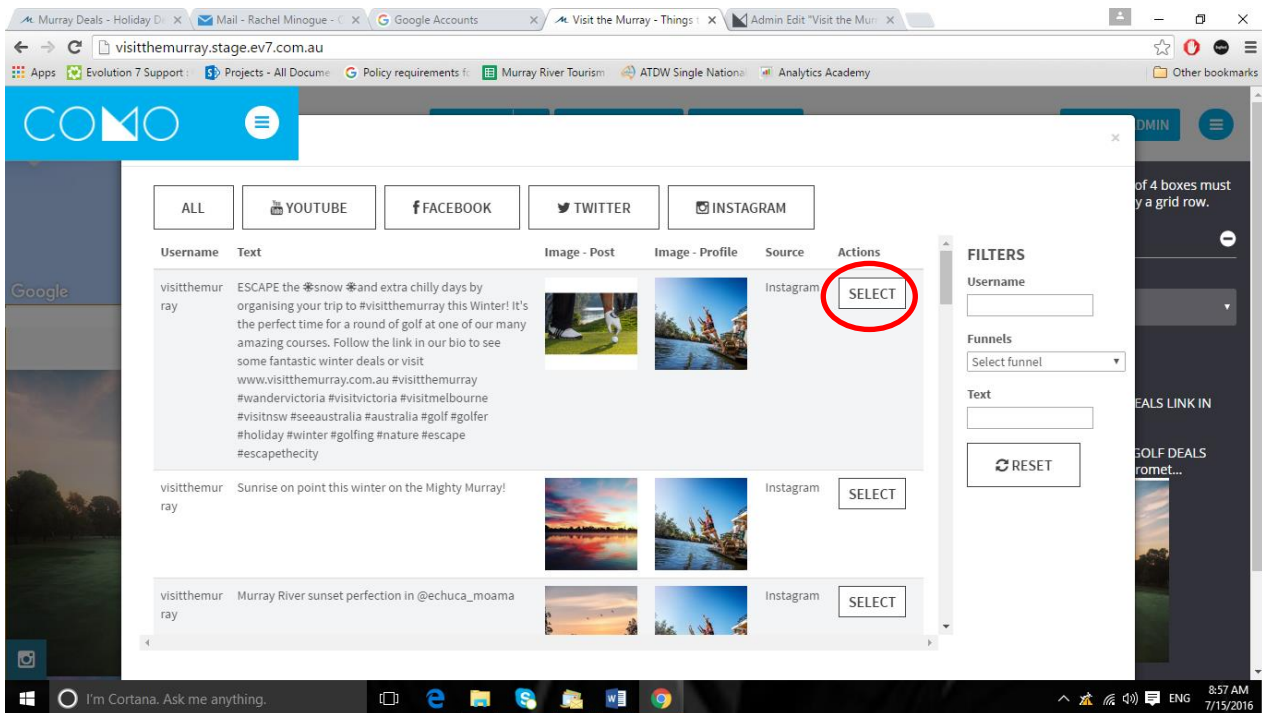 Murray Deals - Holiday D
Mail - Rachel Minogue - 
Google Accounts
Visit the Murray - Things t
Admin Edit "Visit the Mur
visitthemurray.stage.ev7.com.au
Apps
Evolution 7 Support :
Projects - All Docume
Policy requirements fo
Murray River Tourism
ATDW Single National
Analytics Academy
Other bookmarks
COMO
DMIN
×
ALL
YOUTUBE
FACEBOOK
TWITTER
INSTAGRAM
Username Text Image - Post Image - Profile Source Actions
visitthemur
ray
ESCAPE the ❄snow ❄and extra chilly days by
organising your trip to #visitthemurray this Winter! It's
the perfect time for a round of golf at one of our many
amazing courses. Follow the link in our bio to see
some fantastic winter deals or visit
www.visitthemurray.com.au #visitthemurray
#wandervictoria #visitvictoria #visitmelbourne
#visitnsw #seeaustralia #australia #golf #golfer
#holiday #winter #golfing #nature #escape
#escapethecity
Instagram
SELECT
visitthemur
ray
Sunrise on point this winter on the Mighty Murray!
Instagram
SELECT
visitthemur
ray
Murray River sunset perfection in @echuca_moama
Instagram
SELECT
FILTERS
Username
Funnels
Select funnel
Text
RESET
Google
of 4 boxes must
y a grid row.
EALS LINK IN
GOLF DEALS
romet...
I'm Cortana. Ask me anything.
ENG
8:57 AM
7/15/2016